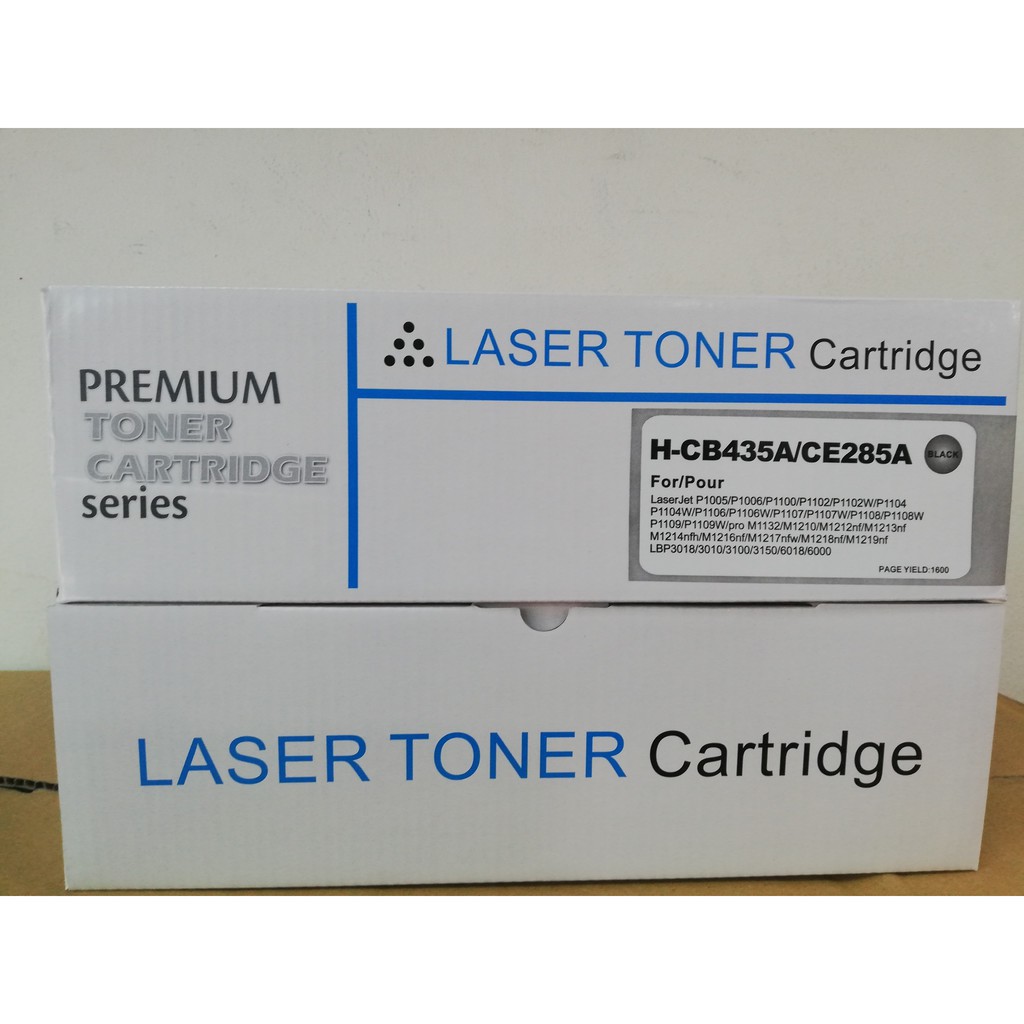 PREMIUM
TONER
CARTRIDGE
series
LASER TONER Cartridge
H-CB435A/CE285A
BLACK
For/Pour
LaserJet P1005/P1006/P1100/P1102/P1102W/P1104
P1104W/P1106/P1106W/P1107/P1107W/P1108/P1108W
P1109/P1109W/pro M1132/M1210/M1212nf/M1213nf
M1214nfh/M1216nf/M1217nfw/M1218nf/M1219nf
LBP3018/3010/3100/3150/6018/6000
PAGE YIELD:1600
LASER TONER Cartridge